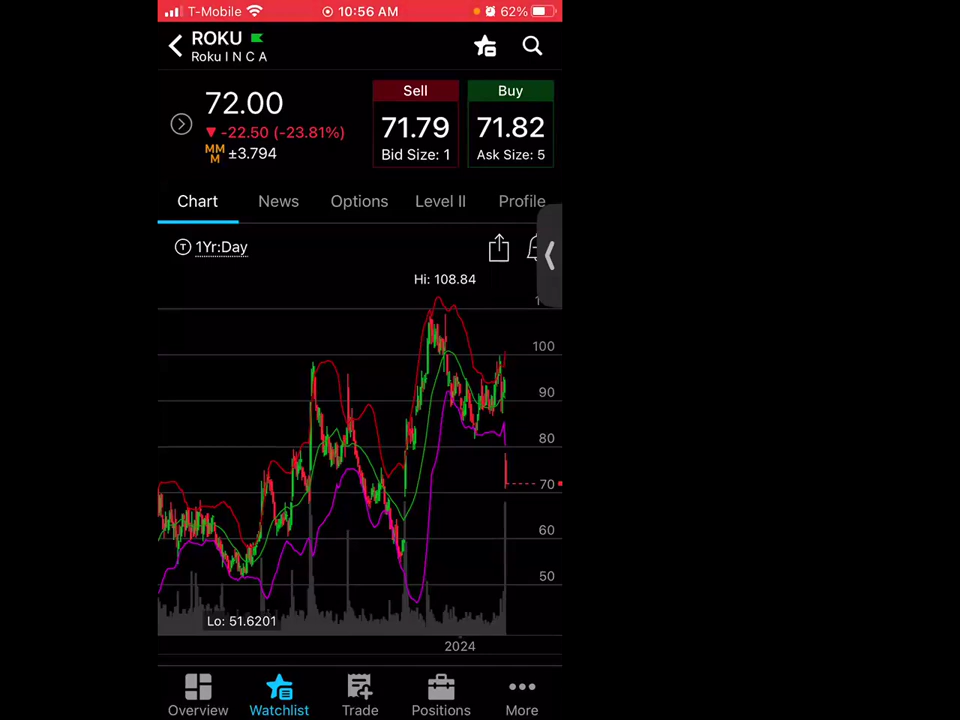 T-Mobile 10:56 AM 62%
ROKU
Roku I N C A
72.00
-22.50 (-23.81%)
MM
M
±3.794
Sell
71.79
Bid Size: 1
Buy
71.82
Ask Size: 5
Chart News Options Level II Profile
T 1Yr:Day
Hi: 108.84
100
90
80
70
60
50
Lo: 51.6201
2024
Overview Watchlist Trade Positions More